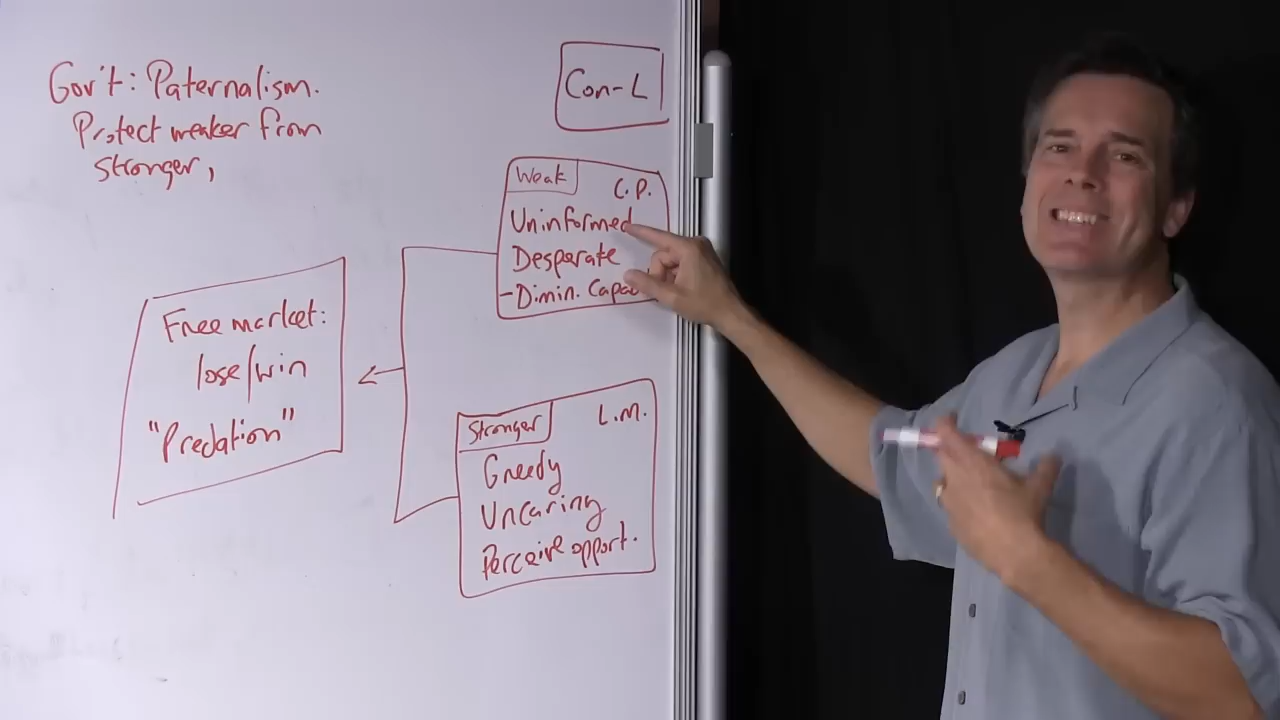 Gov't: Paternalism.
Protect weaker from
stronger,
Con-L
Weak
C.P.
Uninformed
Desperate
-Dimin. Capac
Free market:
lose/win
"Predation"
Stronger
L.M.
Greedy
Uncaring
Perceive opport.